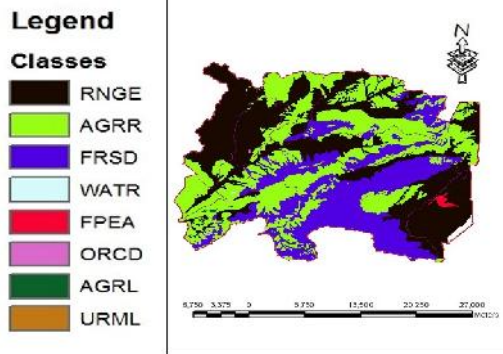 Legend
Classes
RNGE
AGRR
FRSD
WATR
FPEA
ORCD
AGRL
URML
N
6,750 3,375 0 6,750 13,500 20,250 27,000
Meters